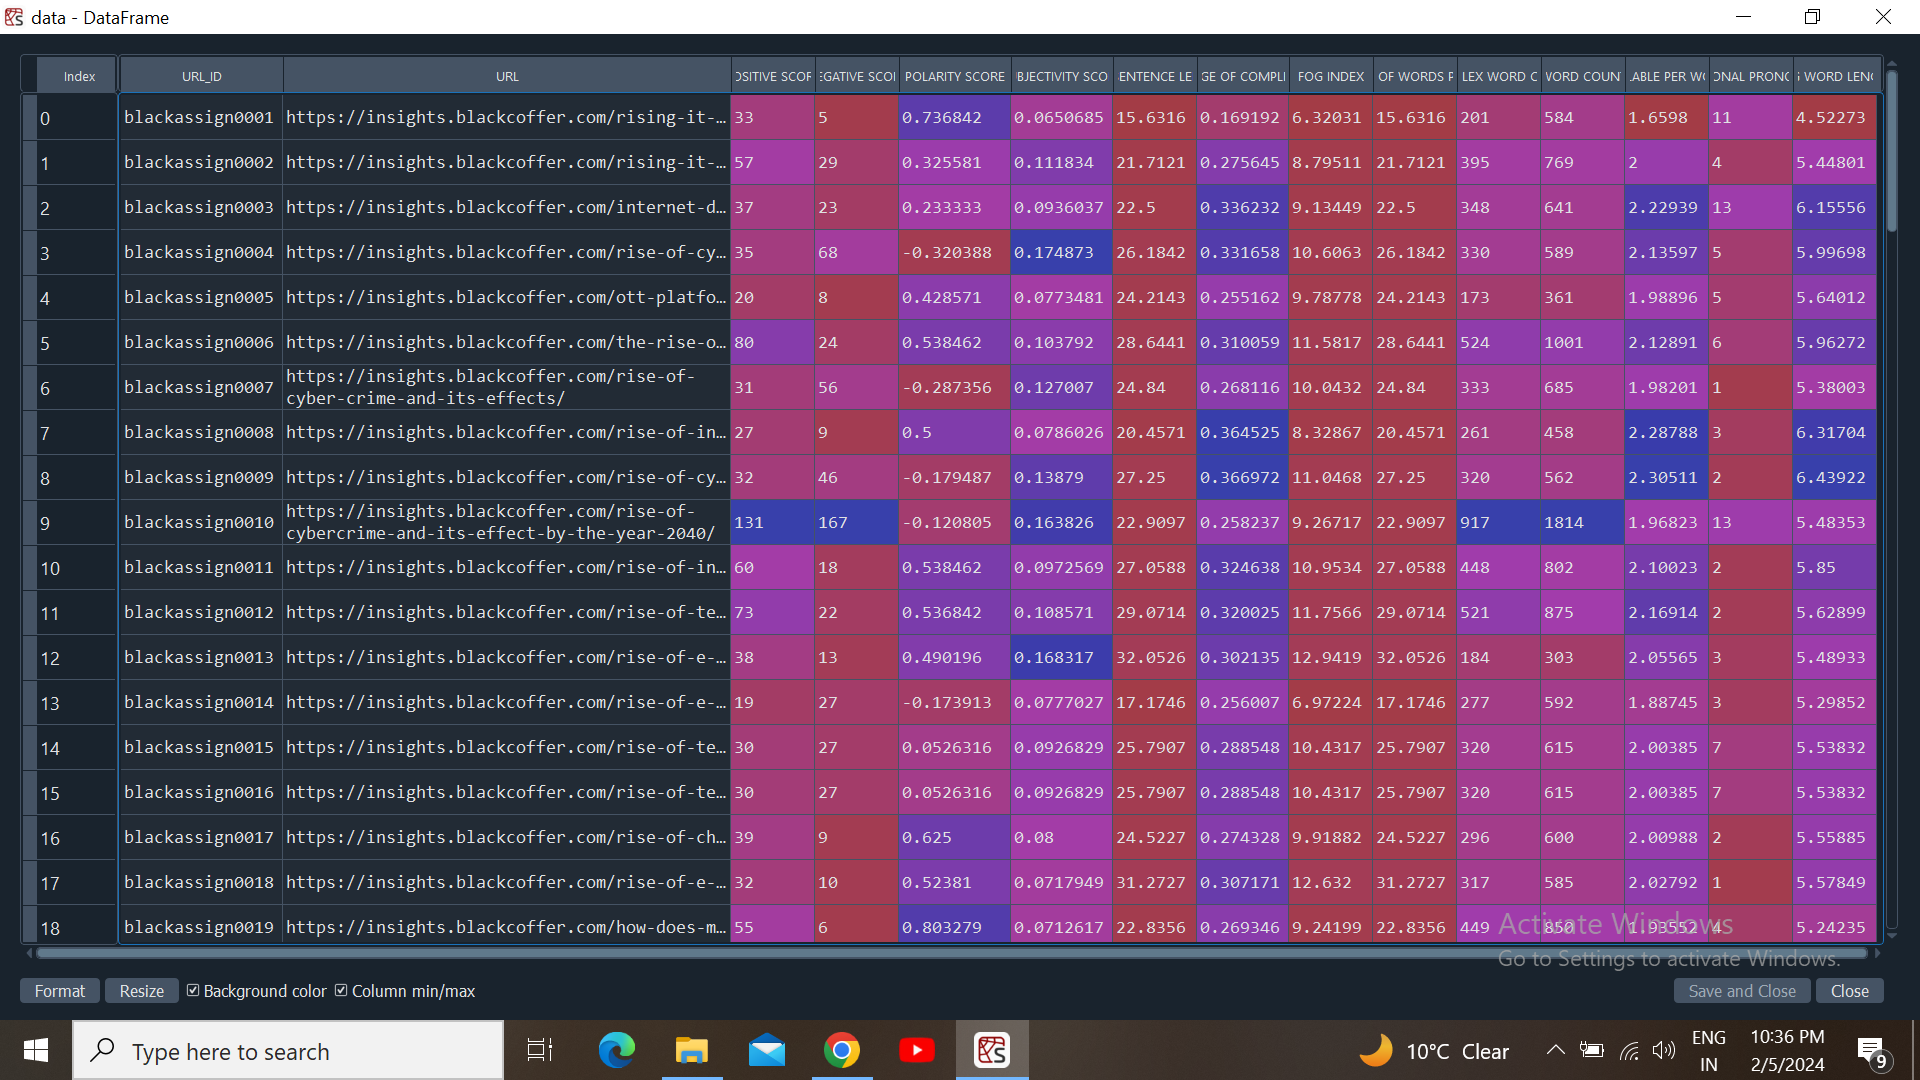 data - DataFrame
Index URL_ID URL OSITIVE SCOR EGATIVE SCOI POLARITY SCORE BJECTIVITY SCO ENTENCE LE GE OF COMPLI FOG INDEX OF WORDS P LEX WORD C WORD COUN ABLE PER W ONAL PRON WORD LEN
0 blackassign0001 https://insights.blackcoffer.com/rising-it-… 33 5 0.736842 0.0650685 15.6316 0.169192 6.32031 15.6316 201 584 1.6598 11 4.52273
1 blackassign0002 https://insights.blackcoffer.com/rising-it-… 57 29 0.325581 0.111834 21.7121 0.275645 8.79511 21.7121 395 769 2 4 5.44801
2 blackassign0003 https://insights.blackcoffer.com/internet-d… 37 23 0.233333 0.0936037 22.5 0.336232 9.13449 22.5 348 641 2.22939 13 6.15556
3 blackassign0004 https://insights.blackcoffer.com/rise-of-cy… 35 68 -0.320388 0.174873 26.1842 0.331658 10.6063 26.1842 330 589 2.13597 5 5.99698
4 blackassign0005 https://insights.blackcoffer.com/ott-platfo… 20 8 0.428571 0.0773481 24.2143 0.255162 9.78778 24.2143 173 361 1.98896 5 5.64012
5 blackassign0006 https://insights.blackcoffer.com/the-rise-o… 80 24 0.538462 0.103792 28.6441 0.310059 11.5817 28.6441 524 1001 2.12891 6 5.96272
6 blackassign0007 https://insights.blackcoffer.com/rise-of-
cyber-crime-and-its-effects/ 31 56 -0.287356 0.127007 24.84 0.268116 10.0432 24.84 333 685 1.98201 1 5.38003
7 blackassign0008 https://insights.blackcoffer.com/rise-of-in… 27 9 0.5 0.0786026 20.4571 0.364525 8.32867 20.4571 261 458 2.28788 3 6.31704
8 blackassign0009 https://insights.blackcoffer.com/rise-of-cy… 32 46 -0.179487 0.13879 27.25 0.366972 11.0468 27.25 320 562 2.30511 2 6.43922
9 blackassign0010 https://insights.blackcoffer.com/rise-of-
cybercrime-and-its-effect-by-the-year-2040/ 131 167 -0.120805 0.163826 22.9097 0.258237 9.26717 22.9097 917 1814 1.96823 13 5.48353
10 blackassign0011 https://insights.blackcoffer.com/rise-of-in… 60 18 0.538462 0.0972569 27.0588 0.324638 10.9534 27.0588 448 802 2.10023 2 5.85
11 blackassign0012 https://insights.blackcoffer.com/rise-of-te… 73 22 0.536842 0.108571 29.0714 0.320025 11.7566 29.0714 521 875 2.16914 2 5.62899
12 blackassign0013 https://insights.blackcoffer.com/rise-of-e-… 38 13 0.490196 0.168317 32.0526 0.302135 12.9419 32.0526 184 303 2.05565 3 5.48933
13 blackassign0014 https://insights.blackcoffer.com/rise-of-e-… 19 27 -0.173913 0.0777027 17.1746 0.256007 6.97224 17.1746 277 592 1.88745 3 5.29852
14 blackassign0015 https://insights.blackcoffer.com/rise-of-te… 30 27 0.0526316 0.0926829 25.7907 0.288548 10.4317 25.7907 320 615 2.00385 7 5.53832
15 blackassign0016 https://insights.blackcoffer.com/rise-of-te… 30 27 0.0526316 0.0926829 25.7907 0.288548 10.4317 25.7907 320 615 2.00385 7 5.53832
16 blackassign0017 https://insights.blackcoffer.com/rise-of-ch… 39 9 0.625 0.08 24.5227 0.274328 9.91882 24.5227 296 600 2.00988 2 5.55885
17 blackassign0018 https://insights.blackcoffer.com/rise-of-e-… 32 10 0.52381 0.0717949 31.2727 0.307171 12.632 31.2727 317 585 2.02792 1 5.57849
18 blackassign0019 https://insights.blackcoffer.com/how-does-m… 55 6 0.803279 0.0712617 22.8356 0.269346 9.24199 22.8356 449 850 1.93552 4 5.24235
Activate Windows
Go to Settings to activate Windows.
Format Resize Background color Column min/max Save and Close Close
Type here to search 10°C Clear ENG 10:36 PM
IN 2/5/2024 9